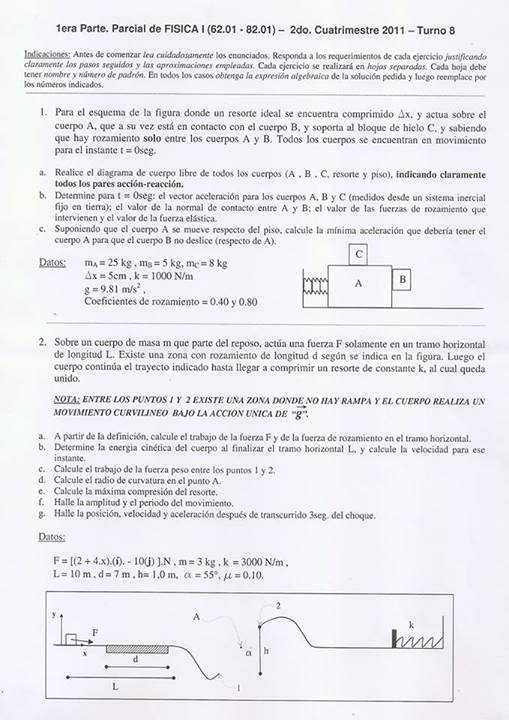 1era Parte. Parcial de FISICA I (62.01 - 82.01) – 2do. Cuatrimestre 2011 – Turno 8
Indicaciones: Antes de comenzar lea cuidadosamente los enunciados. Responda a los requerimientos de cada ejercicio justificando
claramente los pasos seguidos y las aproximaciones empleadas. Cada ejercicio se realizará en hojas separadas. Cada hoja debe
tener nombre y número de padrón. En todos los casos obtenga la expresión algebraica de la solución pedida y luego reemplace por
los números indicados.
1. Para el esquema de la figura donde un resorte ideal se encuentra comprimido Δx, y actua sobre el
cuerpo A, que a su vez está en contacto con el cuerpo B, y soporta al bloque de hielo C, y sabiendo
que hay rozamiento solo entre los cuerpos A y B. Todos los cuerpos se encuentran en movimiento
para el instante t = 0seg.
a. Realice el diagrama de cuerpo libre de todos los cuerpos (A , B , C, resorte y piso), indicando claramente
todos los pares acción-reacción.
b. Determine para t = 0seg: el vector aceleración para los cuerpos A, B y C (medidos desde un sistema inercial
fijo en tierra); el valor de la normal de contacto entre A y B; el valor de las fuerzas de rozamiento que
intervienen y el valor de la fuerza elástica.
c. Suponiendo que el cuerpo A se mueve respecto del piso, calcule la mínima aceleración que debería tener el
cuerpo A para que el cuerpo B no deslice (respecto de A).
Datos: mA = 25 kg , mB = 5 kg, mC = 8 kg
Δx = 5cm , k = 1000 N/m
g = 9.81 m/s² ,
Coeficientes de rozamiento = 0.40 y 0.80
C
A
B
2. Sobre un cuerpo de masa m que parte del reposo, actúa una fuerza F solamente en un tramo horizontal
de longitud L. Existe una zona con rozamiento de longitud d según se indica en la figura. Luego el
cuerpo continúa el trayecto indicado hasta llegar a comprimir un resorte de constante k, al cual queda
unido.
NOTA: ENTRE LOS PUNTOS 1 Y 2 EXISTE UNA ZONA DONDE NO HAY RAMPA Y EL CUERPO REALIZA UN
MOVIMIENTO CURVILINEO BAJO LA ACCION UNICA DE "g⃗".
a. A partir de la definición, calcule el trabajo de la fuerza F y de la fuerza de rozamiento en el tramo horizontal.
b. Determine la energía cinética del cuerpo al finalizar el tramo horizontal L, y calcule la velocidad para ese
instante.
c. Calcule el trabajo de la fuerza peso entre los puntos 1 y 2.
d. Calcule el radio de curvatura en el punto A.
e. Calcule la máxima compresión del resorte.
f. Halle la amplitud y el periodo del movimiento.
g. Halle la posición, velocidad y aceleración después de transcurrido 3seg. del choque.
Datos:
F = [(2 + 4.x).(i). - 10(j) ].N , m = 3 kg , k = 3000 N/m ,
L = 10 m , d = 7 m , h= 1,0 m, α = 55°, μ = 0.10.
y
F
x
d
L
A
1
α
2
h
k